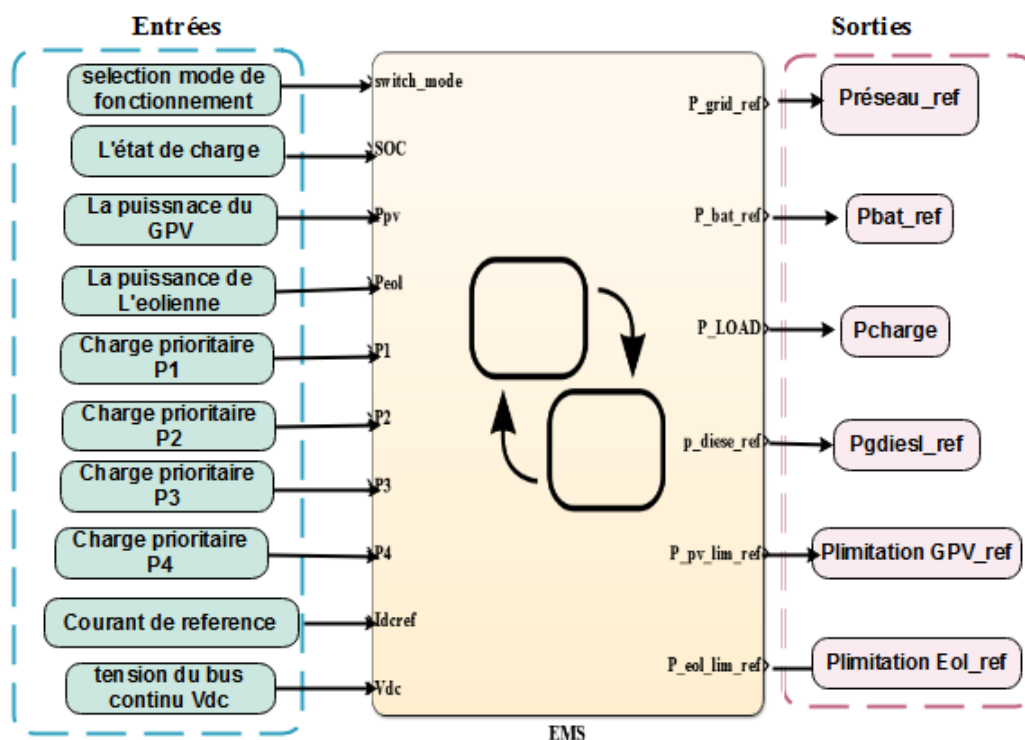 Entrées
Sorties
selection mode de
fonctionnement
L'état de charge
La puissnace du
GPV
La puissance de
L'eolienne
Charge prioritaire
P1
Charge prioritaire
P2
Charge prioritaire
P3
Charge prioritaire
P4
Courant de reference
tension du bus
continu Vdc
switch_mode
SOC
Ppv
Peol
P1
P2
P3
P4
Idcref
Vdc
P_grid_ref
P_bat_ref
P_LOAD
p_diese_ref
P_pv_lim_ref
P_eol_lim_ref
EMS
Préseau_ref
Pbat_ref
Pcharge
Pgdiesl_ref
Plimitation GPV_ref
Plimitation Eol_ref